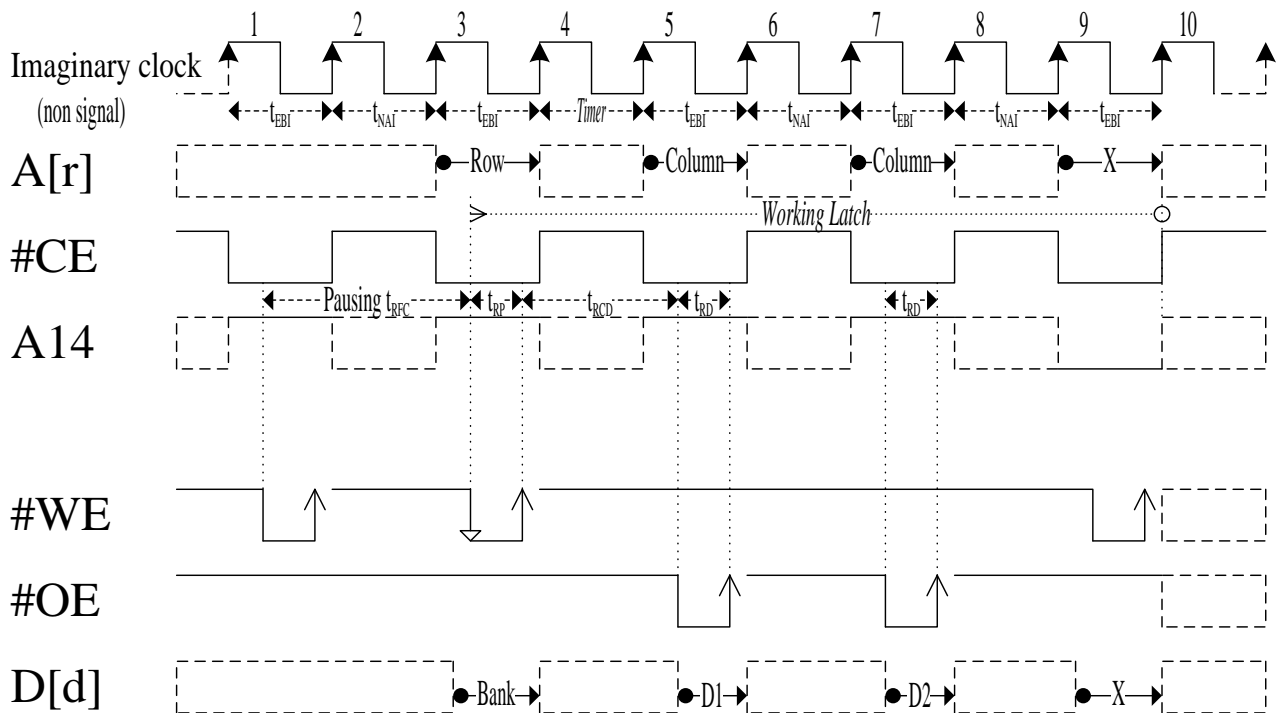 1 2 3 4 5 6 7 8 9 10
Imaginary clock
(non signal)
tEBI tNAI tEBI Timer tEBI tNAI tEBI tNAI tEBI
A[r] Row Column Column X
Working Latch
#CE
Pausing tRFC tRP tRCD tRD tRD
A14
#WE
#OE
D[d] Bank D1 D2 X